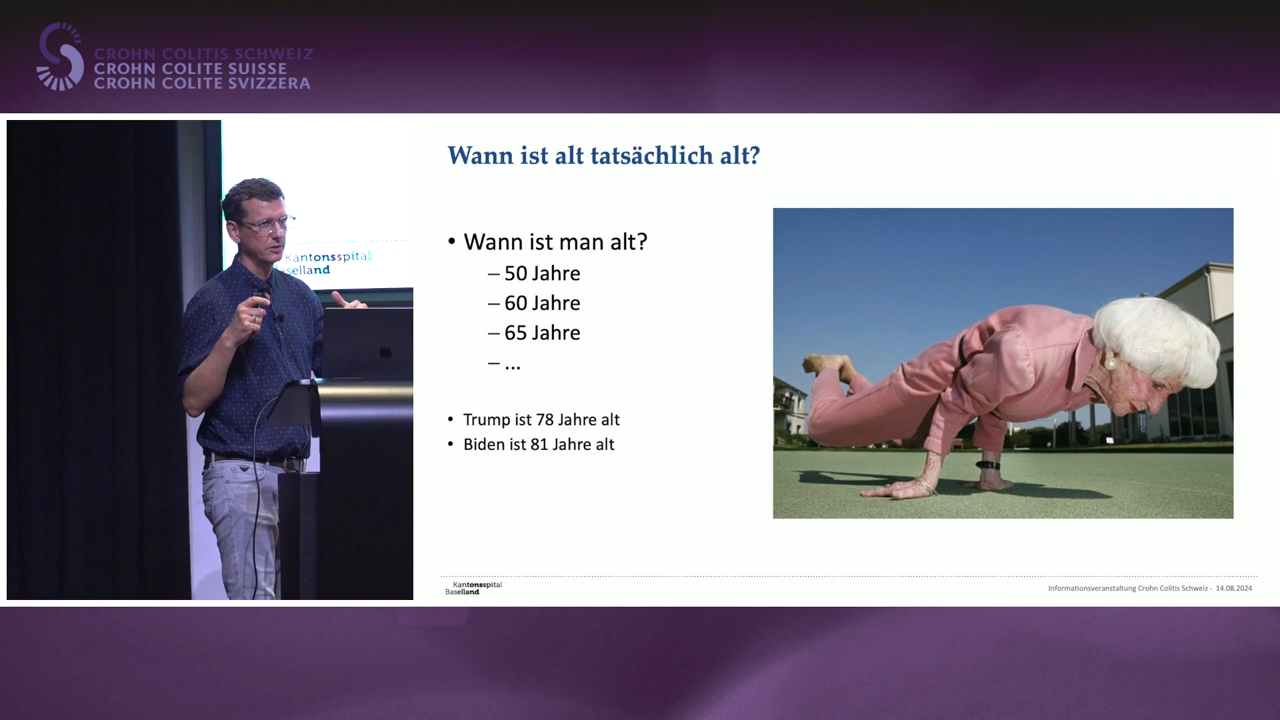 CROHN COLITIS SCHWEIZ
CROHN COLITE SUISSE
CROHN COLITE SVIZZERA
Kantonsspital
Baselland
Wann ist alt tatsächlich alt?
• Wann ist man alt?
– 50 Jahre
– 60 Jahre
– 65 Jahre
– ...
• Trump ist 78 Jahre alt
• Biden ist 81 Jahre alt
Kantonsspital
Baselland
Informationsveranstaltung Crohn Colitis Schweiz - 14.08.2024